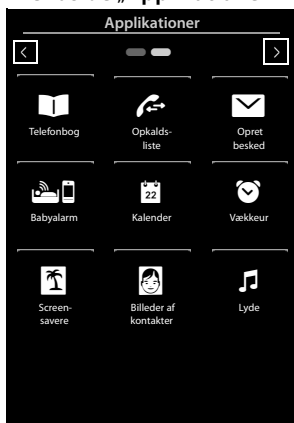 Applikationer
Telefonbog
Opkalds-
liste
Opret
besked
Babyalarm
22
Kalender
Vækkeur
Screen-
savere
Billeder af
kontakter
Lyde